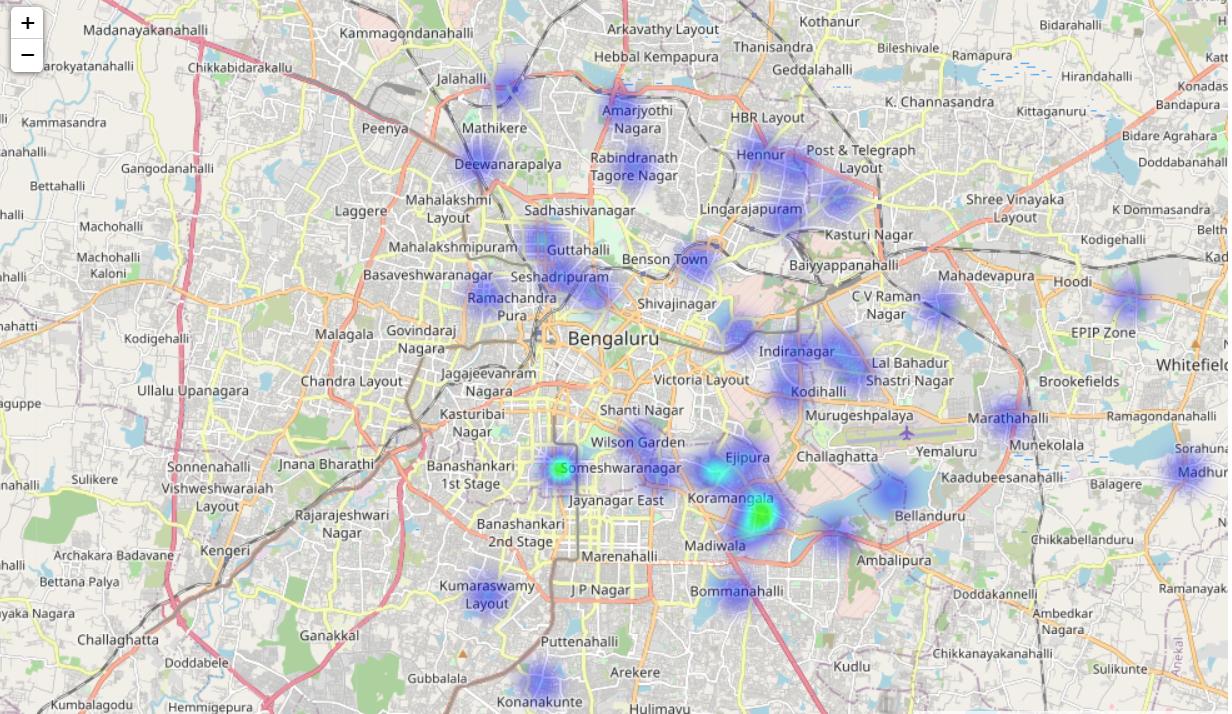 +
−
Madanayakanahalli
Kammagondanahalli
Arkavathy Layout
Kothanur
Bidarahalli
Thanisandra
Bileshivale
Hebbal Kempapura
Ramapura
arokyatanahalli
Chikkabidarakallu
Jalahalli
Geddalahalli
Hirandahalli
Konadas
K. Channasandra
Bandapura
Amarjyothi
Nagara
Kittaganuru
HBR Layout
Kammasandra
Peenya
Mathikere
Bidare Agrahara
anahalli
Gangodanahalli
Deewanarapalya
Rabindranath
Tagore Nagar
Hennur
Post & Telegraph
Layout
Doddabanahall
Bettahalli
Mahalakshmi
Layout
Laggere
Sadhashivanagar
Lingarajapuram
Shree Vinayaka
Layout
K Dommasandra
halli
Machohalli
Kasturi Nagar
Kodigehalli
Belth
Mahalakshmipuram
Guttahalli
Benson Town
Machohalli
Kaloni
Baiyyappanahalli
Kad
Basaveshwaranagar
Seshadripuram
Mahadevapura
Hoodi
Ramachandra
Pura
Shivajinagar
C V Raman
Nagar
nahatti
Kodigehalli
Malagala
Govindaraj
Nagara
Bengaluru
EPIP Zone
Indiranagar
Lal Bahadur
Shastri Nagar
Whitefield
Jagajeevanram
Nagara
Victoria Layout
Chandra Layout
Brookefields
Ullalu Upanagara
Kodihalli
aguppe
Kasturibai
Nagar
Shanti Nagar
Murugeshpalaya
Marathahalli
Ramagondanahalli
Wilson Garden
Munekolala
Sorahuna
Yemaluru
Ejipura
Challaghatta
Jnana Bharathi
Sonnenahalli
Banashankari
1st Stage
Someshwaranagar
Madhur
Sulikere
Kaadubeesanahalli
Balagere
nahalli
Vishweshwaraiah
Layout
Jayanagar East
Koramangala
Rajarajeshwari
Nagar
Banashankari
2nd Stage
Bellanduru
Chikkabellanduru
Kengeri
Archakara Badavane
Madiwala
Marenahalli
Ambalipura
halli
Bettana Palya
Kumaraswamy
Layout
J P Nagar
Bommanahalli
Doddakannelli
Ramanayak
yaka Nagara
Ambedkar
Nagara
Challaghatta
Ganakkal
Puttenahalli
Chikkanayakanahalli
Anekal
Doddabele
Gubbalala
Arekere
Kudlu
Sulikunte
Kumbalagodu
Hemmigepura
Konanakunte
Hulimavu